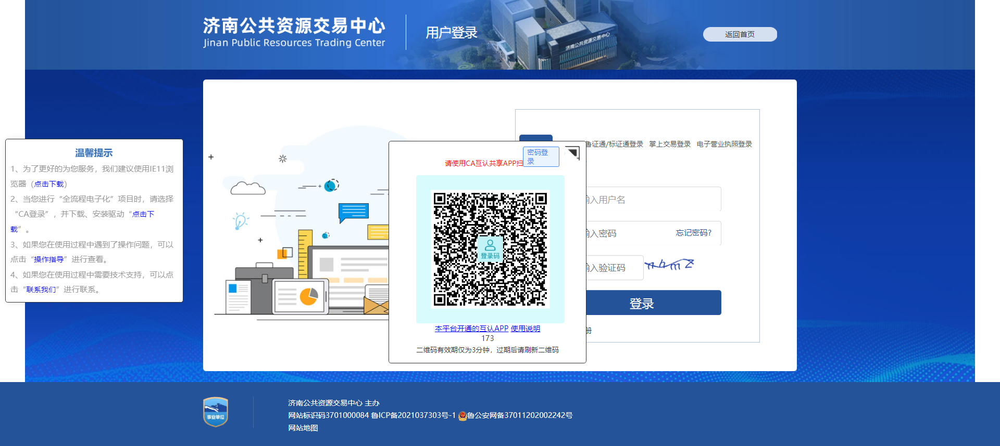 济南公共资源交易中心
Jinan Public Resources Trading Center
用户登录
济南公共资源交易中心
返回首页
温馨提示
1、为了更好的为您服务，我们建议使用IE11浏
览器（点击下载）
2、当您进行“全流程电子化”项目时，请选择
“CA登录”，并下载、安装驱动“点击下
载”。
3、如果您在使用过程中遇到了操作问题，可以
点击“操作指导”进行查看。
4、如果您在使用过程中需要技术支持，可以点
击“联系我们”进行联系。
密码登
录
请使用CA互认共享APP扫
登录码
本平台开通的互认APP 使用说明
173
二维码有效期仅为3分钟，过期后请刷新二维码
鲁证通/标证通登录 掌上交易登录 电子营业执照登录
输入用户名
输入密码
忘记密码?
输入验证码
登录
册
事业单位
济南公共资源交易中心 主办
网站标识码3701000084 鲁ICP备2021037303号-1 鲁公安网备37011202002242号
网站地图